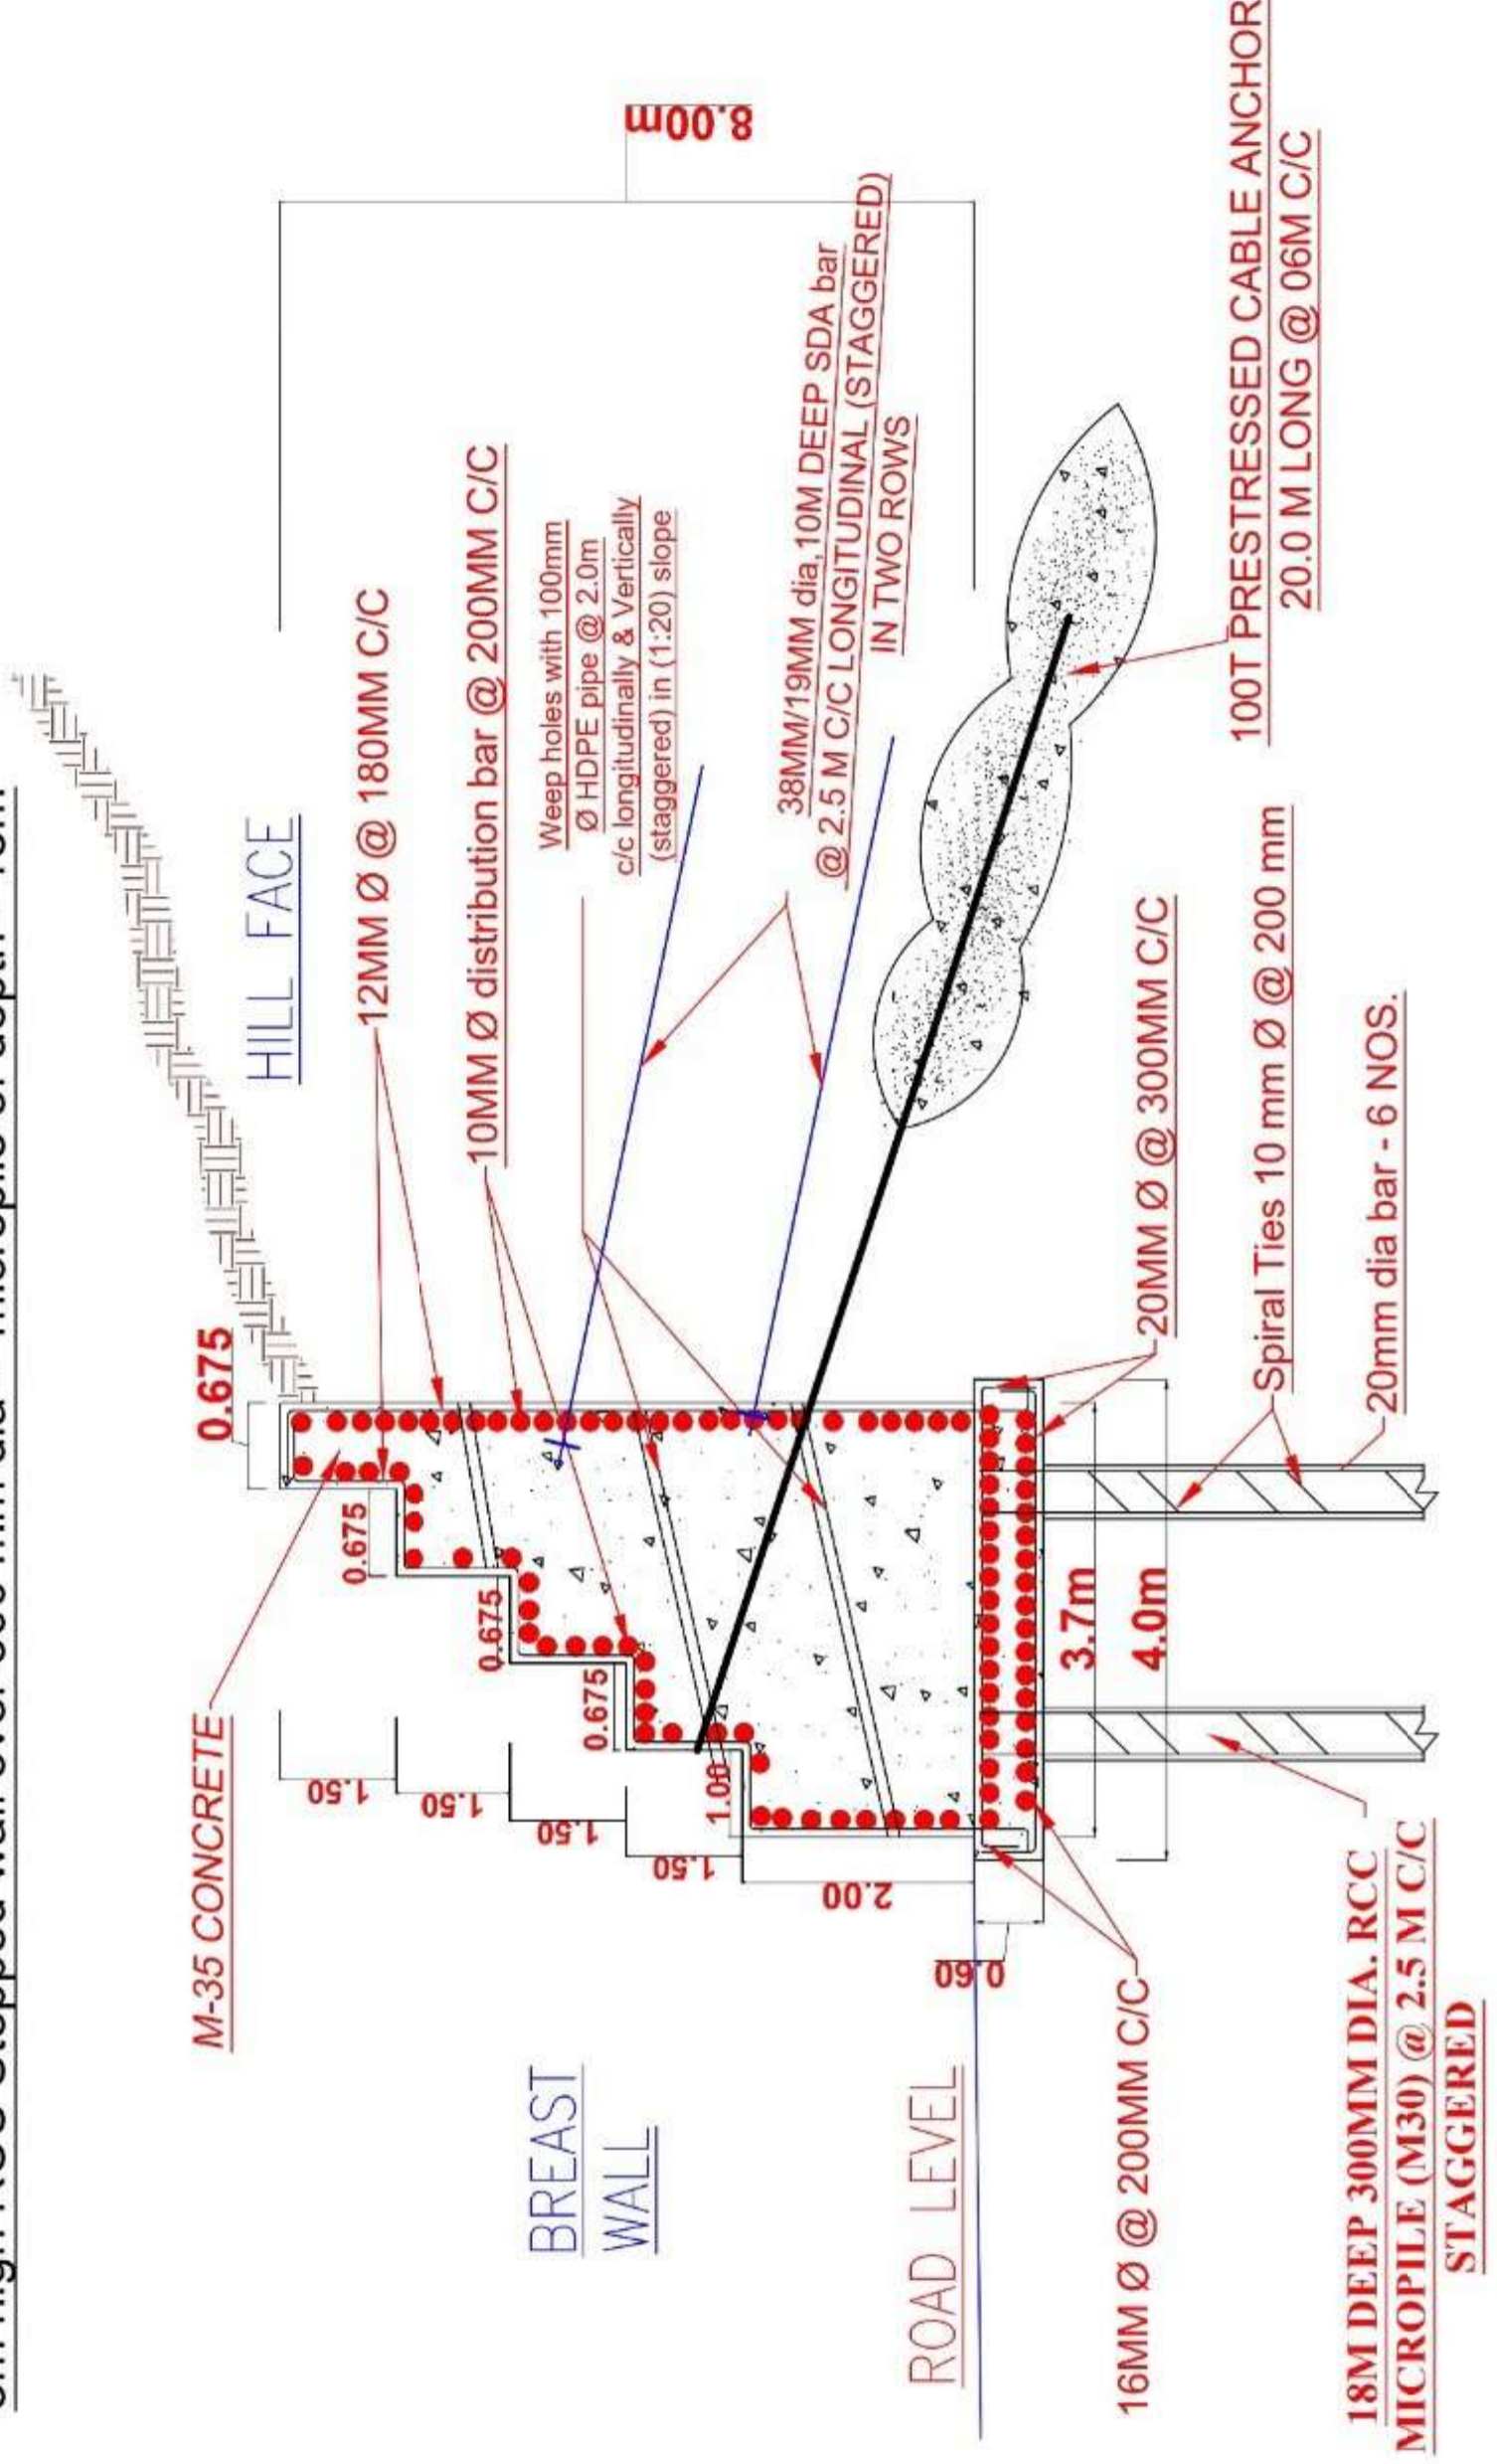 8.00m
HILL FACE
0.675
M-35 CONCRETE
12MM Ø @ 180MM C/C
10MM Ø distribution bar @ 200MM C/C
Weep holes with 100mm
Ø HDPE pipe @ 2.0m
c/c longitudinally & Vertically
(staggered) in (1:20) slope
38MM/19MM dia,10M DEEP SDA bar
@ 2.5 M C/C LONGITUDINAL (STAGGERED)
IN TWO ROWS
1.50
1.50
1.50
1.50
2.00
0.675
0.675
0.675
1.00
0.60
BREAST
WALL
ROAD LEVEL
100T PRESTRESSED CABLE ANCHOR
20.0 M LONG @ 06M C/C
20MM Ø @ 300MM C/C
16MM Ø @ 200MM C/C
3.7m
4.0m
Spiral Ties 10 mm Ø @ 200 mm
20mm dia bar - 6 NOS.
18M DEEP 300MM DIA. RCC
MICROPILE (M30) @ 2.5 M C/C
STAGGERED